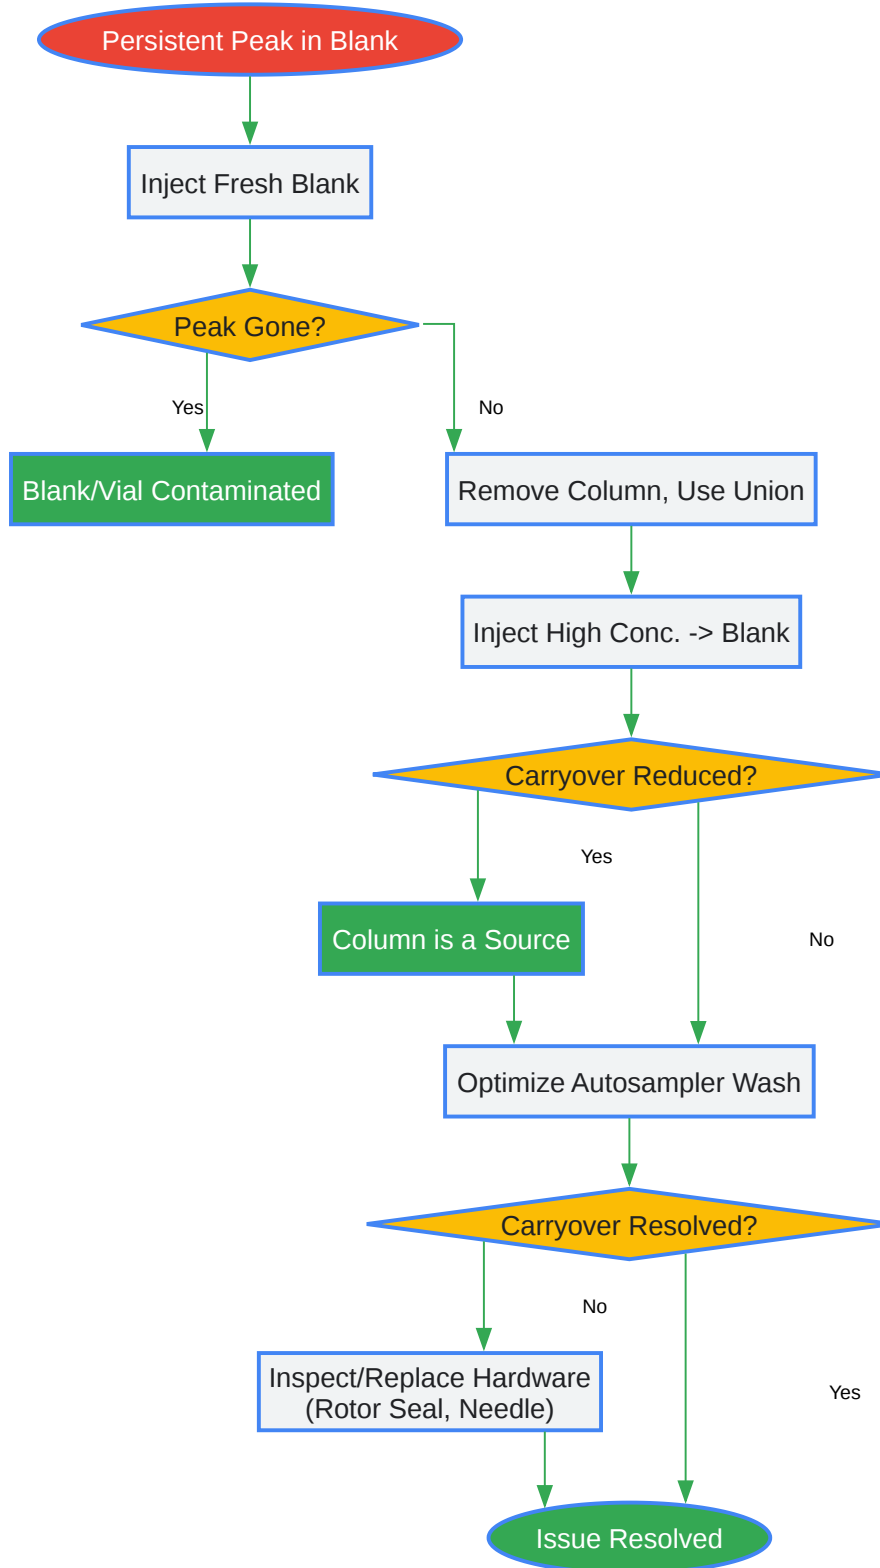 Persistent Peak in Blank
Inject Fresh Blank
Peak Gone?
Yes
No
Blank/Vial Contaminated
Remove Column, Use Union
Inject High Conc. -> Blank
Carryover Reduced?
Yes
Column is a Source
No
Optimize Autosampler Wash
Carryover Resolved?
No
Inspect/Replace Hardware
(Rotor Seal, Needle)
Yes
Issue Resolved